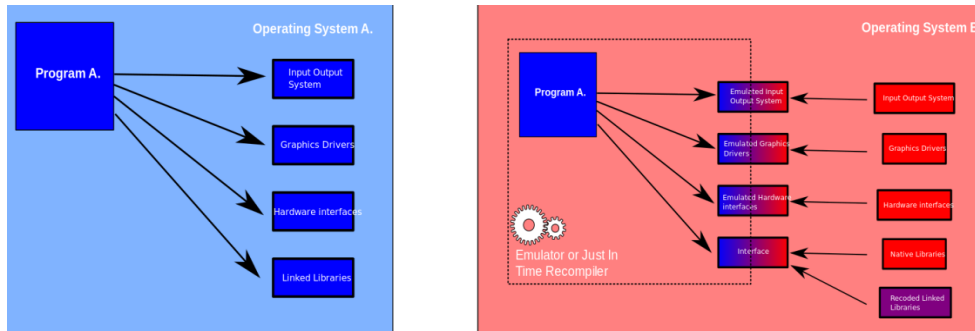 Operating System A.
Program A.
Input Output
System
Graphics Drivers
Hardware interfaces
Linked Libraries
Operating System B
Program A.
Emulated Input
Output System
Emulated Graphics
Drivers
Emulated Hardware
interfaces
Interface
Emulator or Just In
Time Recompiler
Input Output System
Graphics Drivers
Hardware interfaces
Native Libraries
Recoded Linked
Libraries